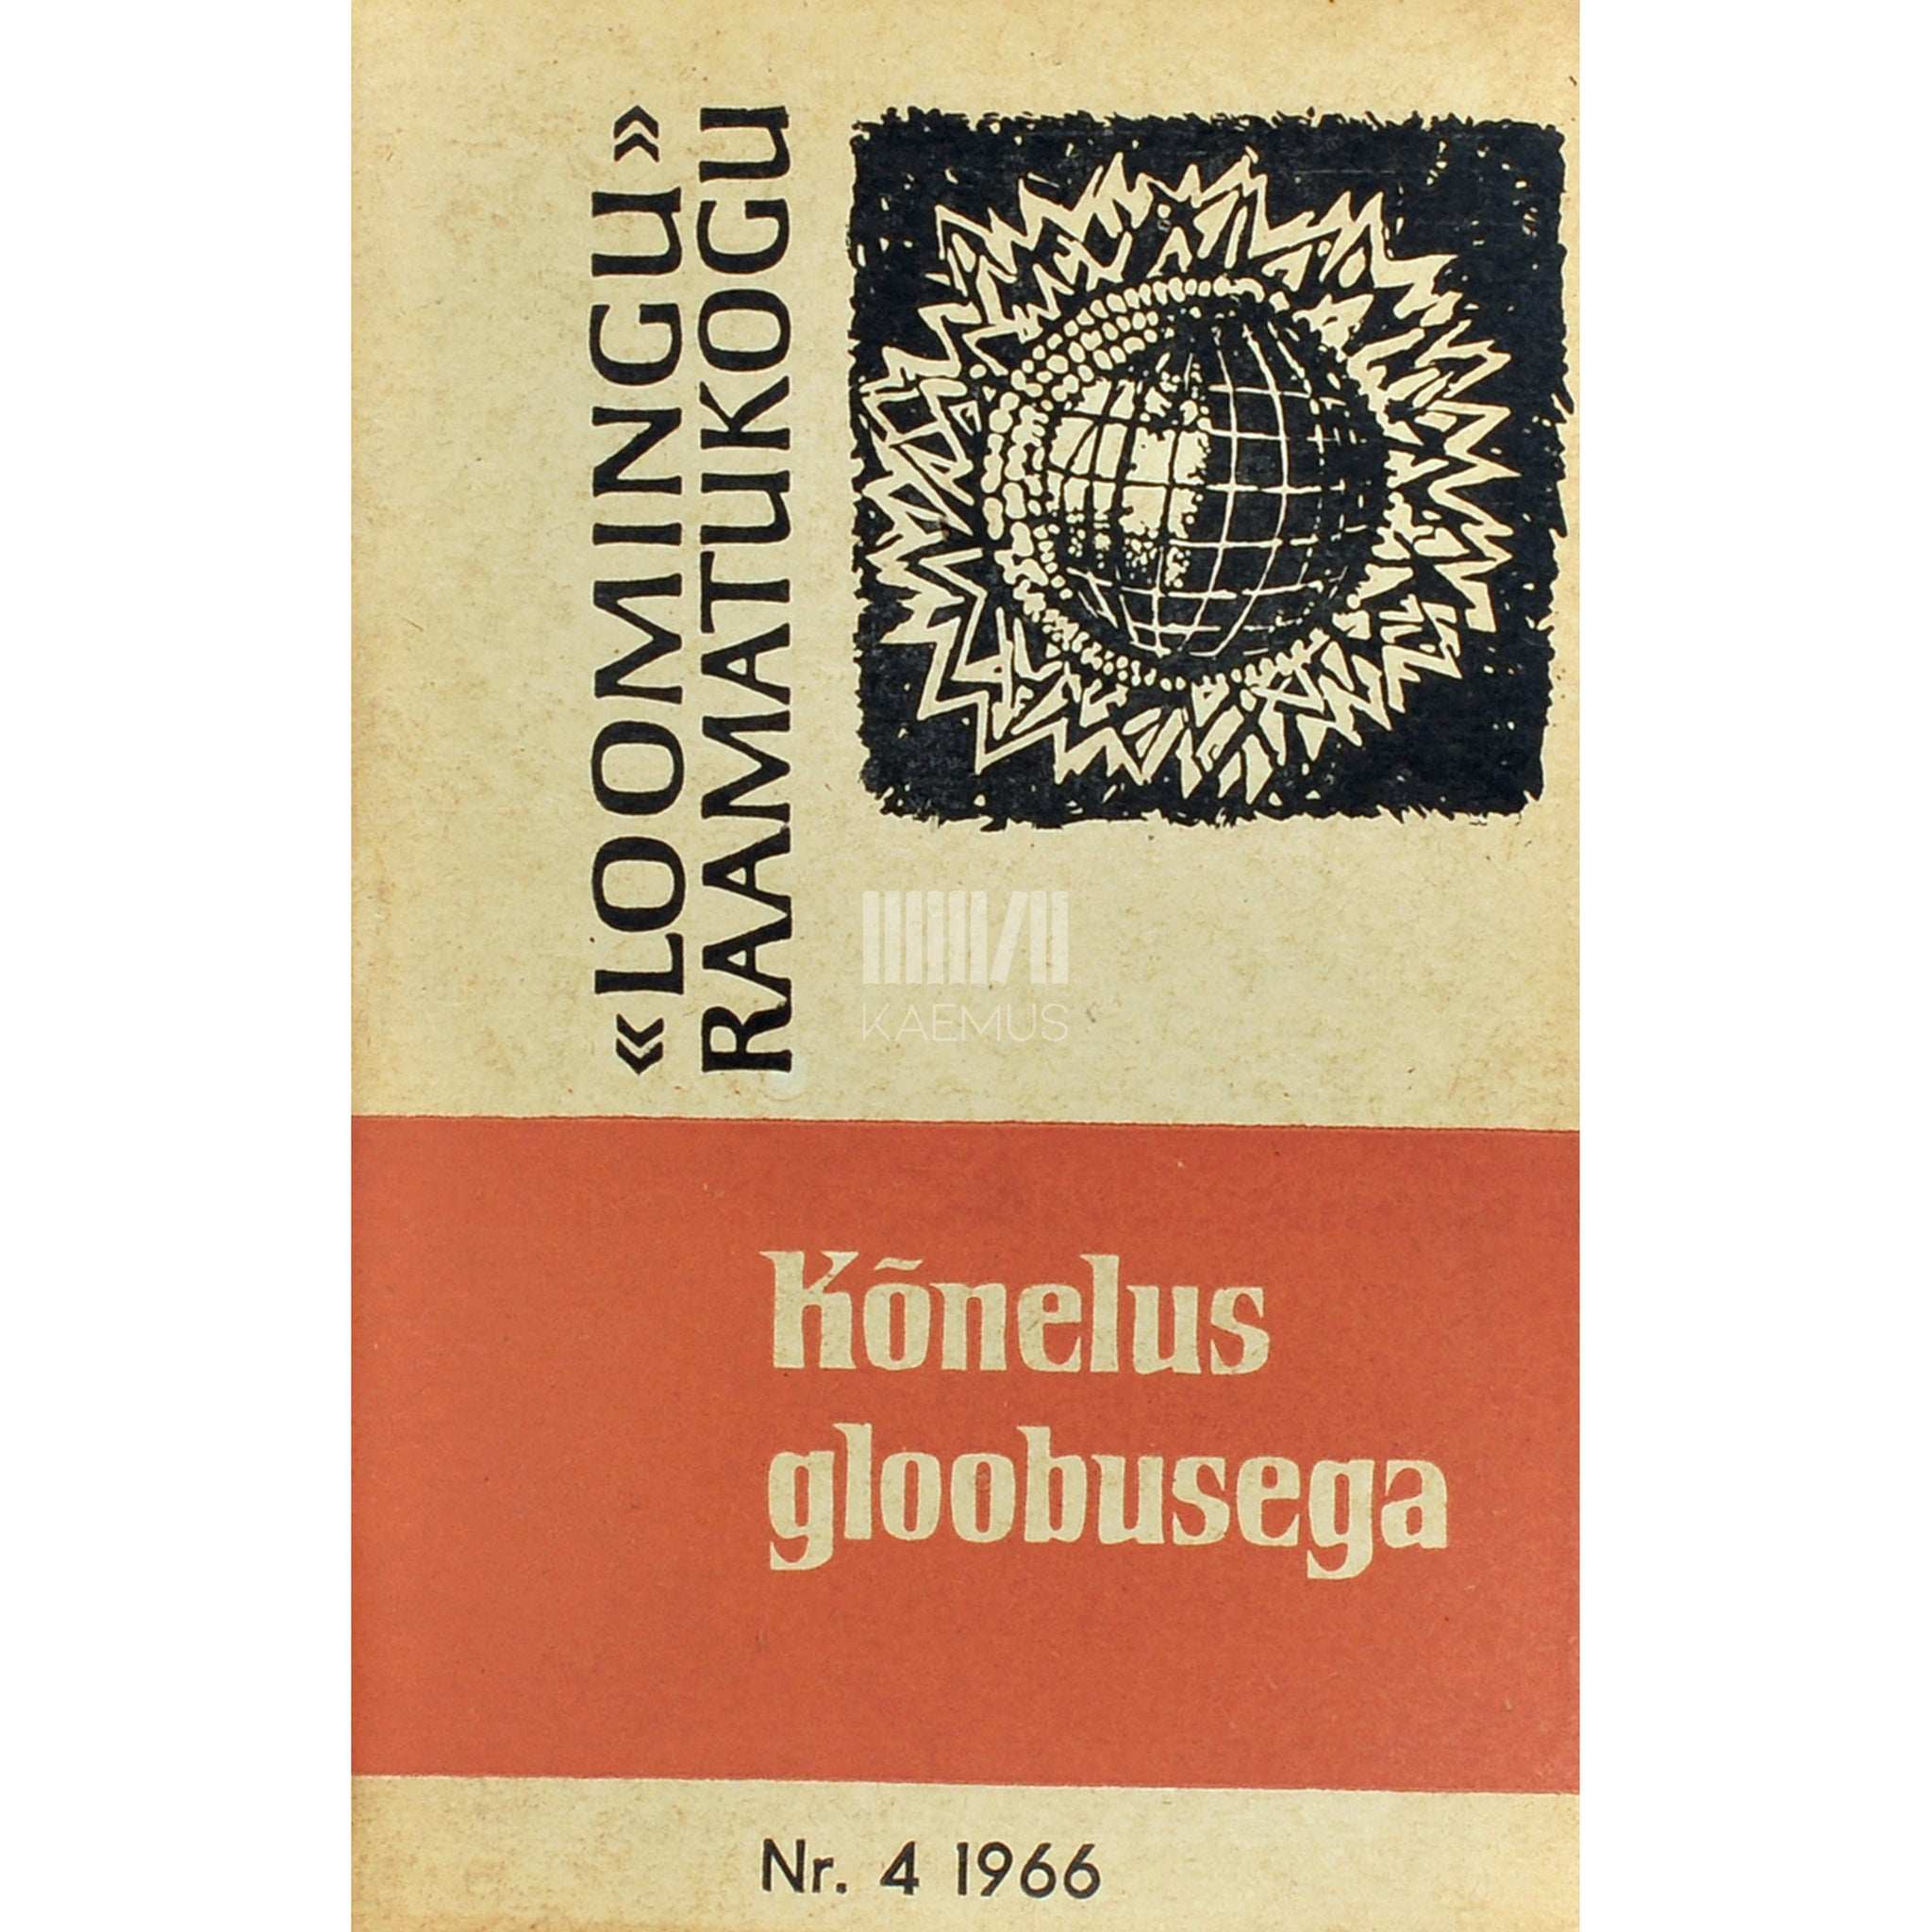 «LOOMINGU»
RAAMATUKOGU
KAEMUS
Kõnelus
gloobusega
Nr. 4 1966